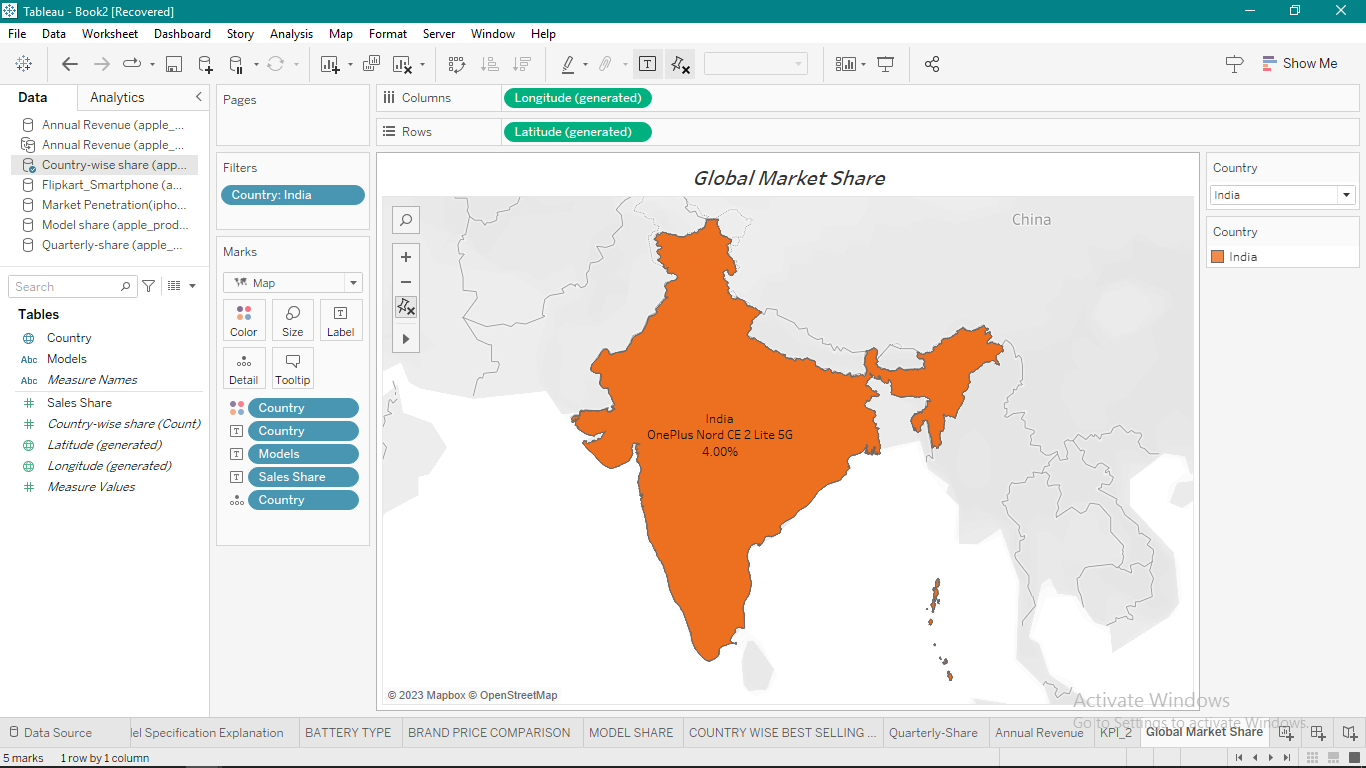 Tableau - Book2 [Recovered]
File Data Worksheet Dashboard Story Analysis Map Format Server Window Help
Show Me
Data Analytics
Annual Revenue (apple_...
Annual Revenue (apple_...
Country-wise share (app...
Flipkart_Smartphone (a...
Market Penetration(ipho...
Model share (apple_prod...
Quarterly-share (apple_...
Search
Tables
Country
Abc Models
Abc Measure Names
Sales Share
Country-wise share (Count)
Latitude (generated)
Longitude (generated)
Measure Values
Pages
Filters
Country: India
Marks
Map
Color Size Label
Detail Tooltip
Country
Country
Models
Sales Share
Country
Columns Longitude (generated)
Rows Latitude (generated)
Global Market Share
China
India
OnePlus Nord CE 2 Lite 5G
4.00%
© 2023 Mapbox © OpenStreetMap
Country
India
Country
India
Activate Windows
Go to Settings to activate Windows.
Data Source el Specification Explanation BATTERY TYPE BRAND PRICE COMPARISON MODEL SHARE COUNTRY WISE BEST SELLING ... Quarterly-Share Annual Revenue KPI_2 Global Market Share
5 marks 1 row by 1 column